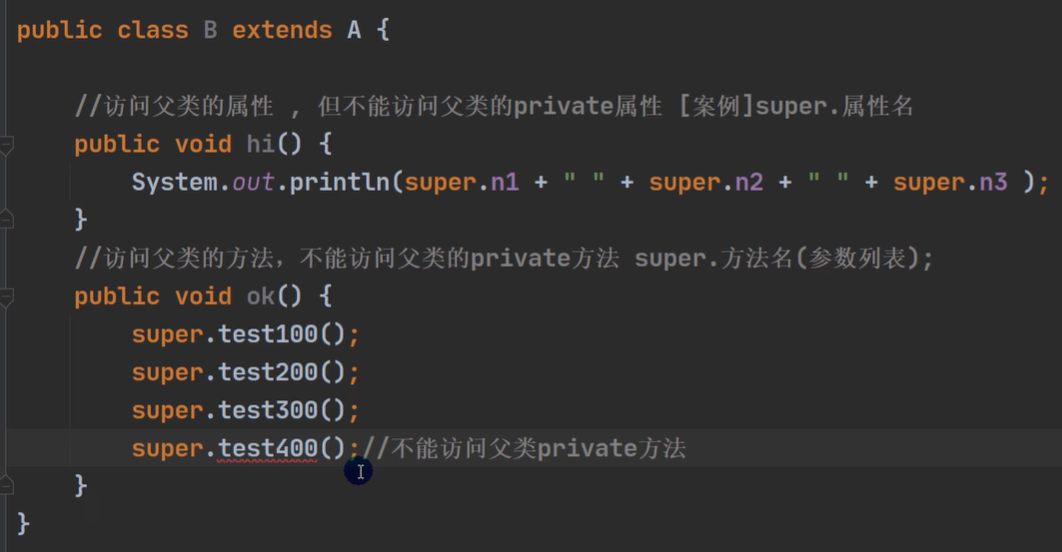 public class B extends A {
//访问父类的属性 , 但不能访问父类的private属性 [案例]super.属性名
public void hi() {
System.out.println(super.n1 + " " + super.n2 + " " + super.n3 );
}
//访问父类的方法，不能访问父类的private方法 super.方法名(参数列表);
public void ok() {
super.test100();
super.test200();
super.test300();
super.test400();//不能访问父类private方法
}
}